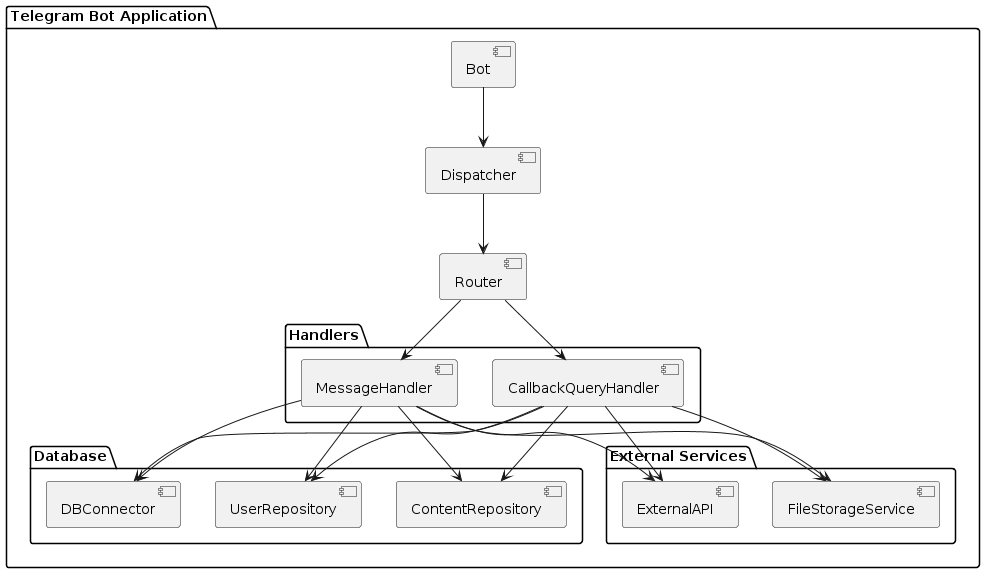 Telegram Bot Application
Bot
Dispatcher
Router
Handlers
MessageHandler
CallbackQueryHandler
Database
External Services
DBConnector
UserRepository
ContentRepository
ExternalAPI
FileStorageService